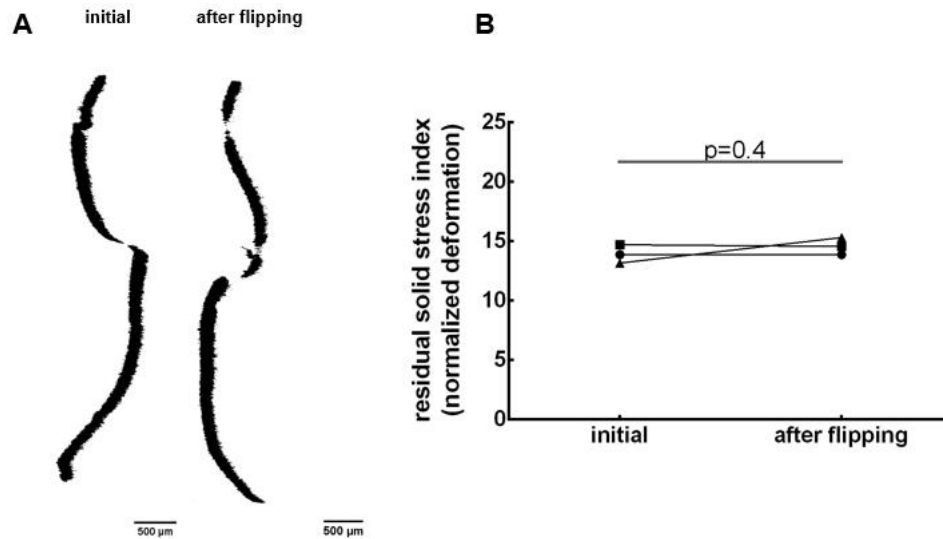 A
initial
after flipping
500 µm
500 µm
B
residual solid stress index
(normalized deformation)
25
20
15
10
5
0
p=0.4
initial
after flipping